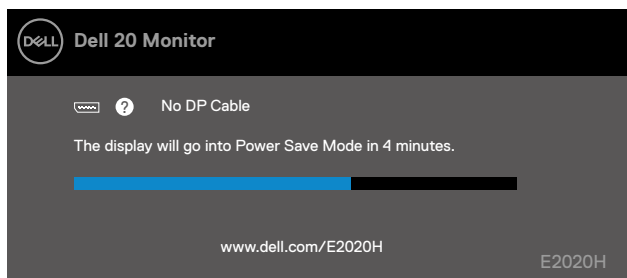 DELL Dell 20 Monitor
? No DP Cable
The display will go into Power Save Mode in 4 minutes.
www.dell.com/E2020H
E2020H